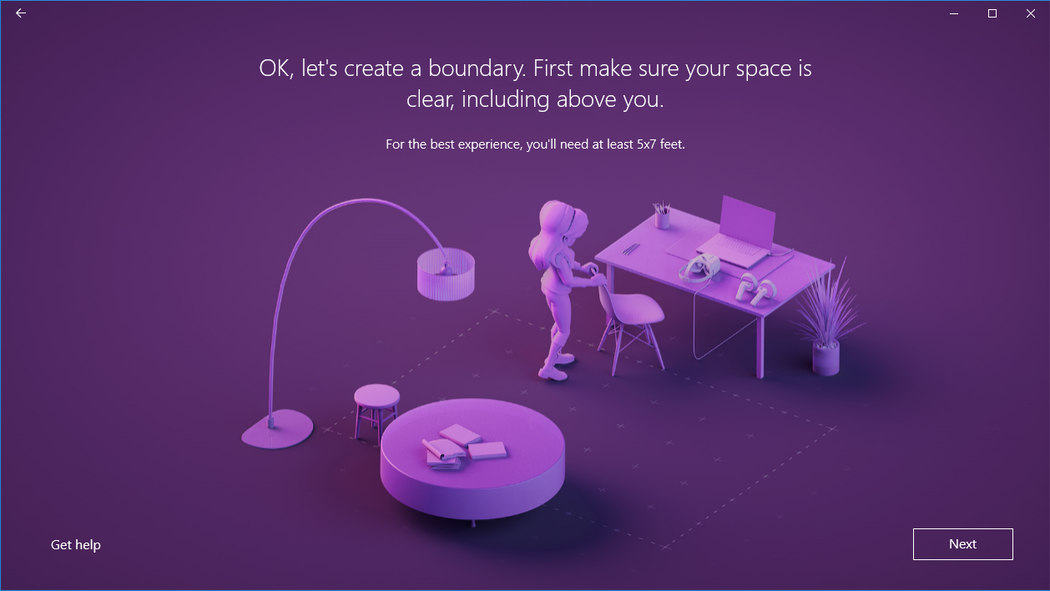 OK, let's create a boundary. First make sure your space is
clear, including above you.
For the best experience, you'll need at least 5x7 feet.
Get help
Next